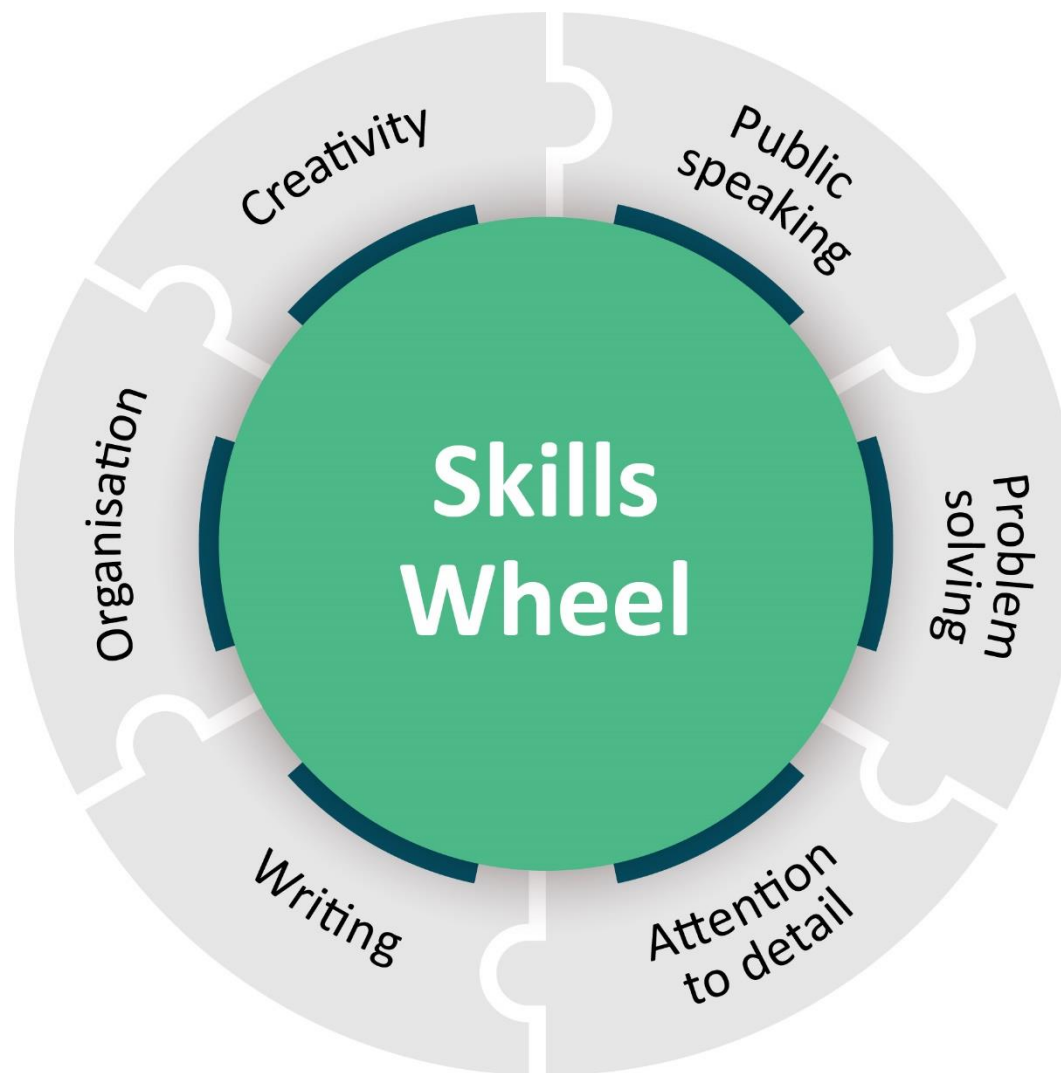 Skills
Wheel
Public
speaking
Problem
solving
Attention
to detail
Writing
Organisation
Creativity